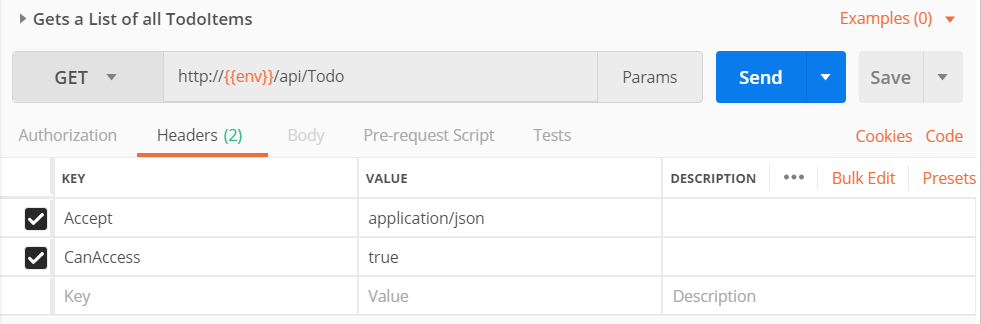 Gets a List of all TodoItems Examples (0)
GET http://{{env}}/api/Todo Params Send Save
Authorization Headers (2) Body Pre-request Script Tests Cookies Code
KEY VALUE DESCRIPTION ••• Bulk Edit Presets
Accept application/json
CanAccess true
Key Value Description